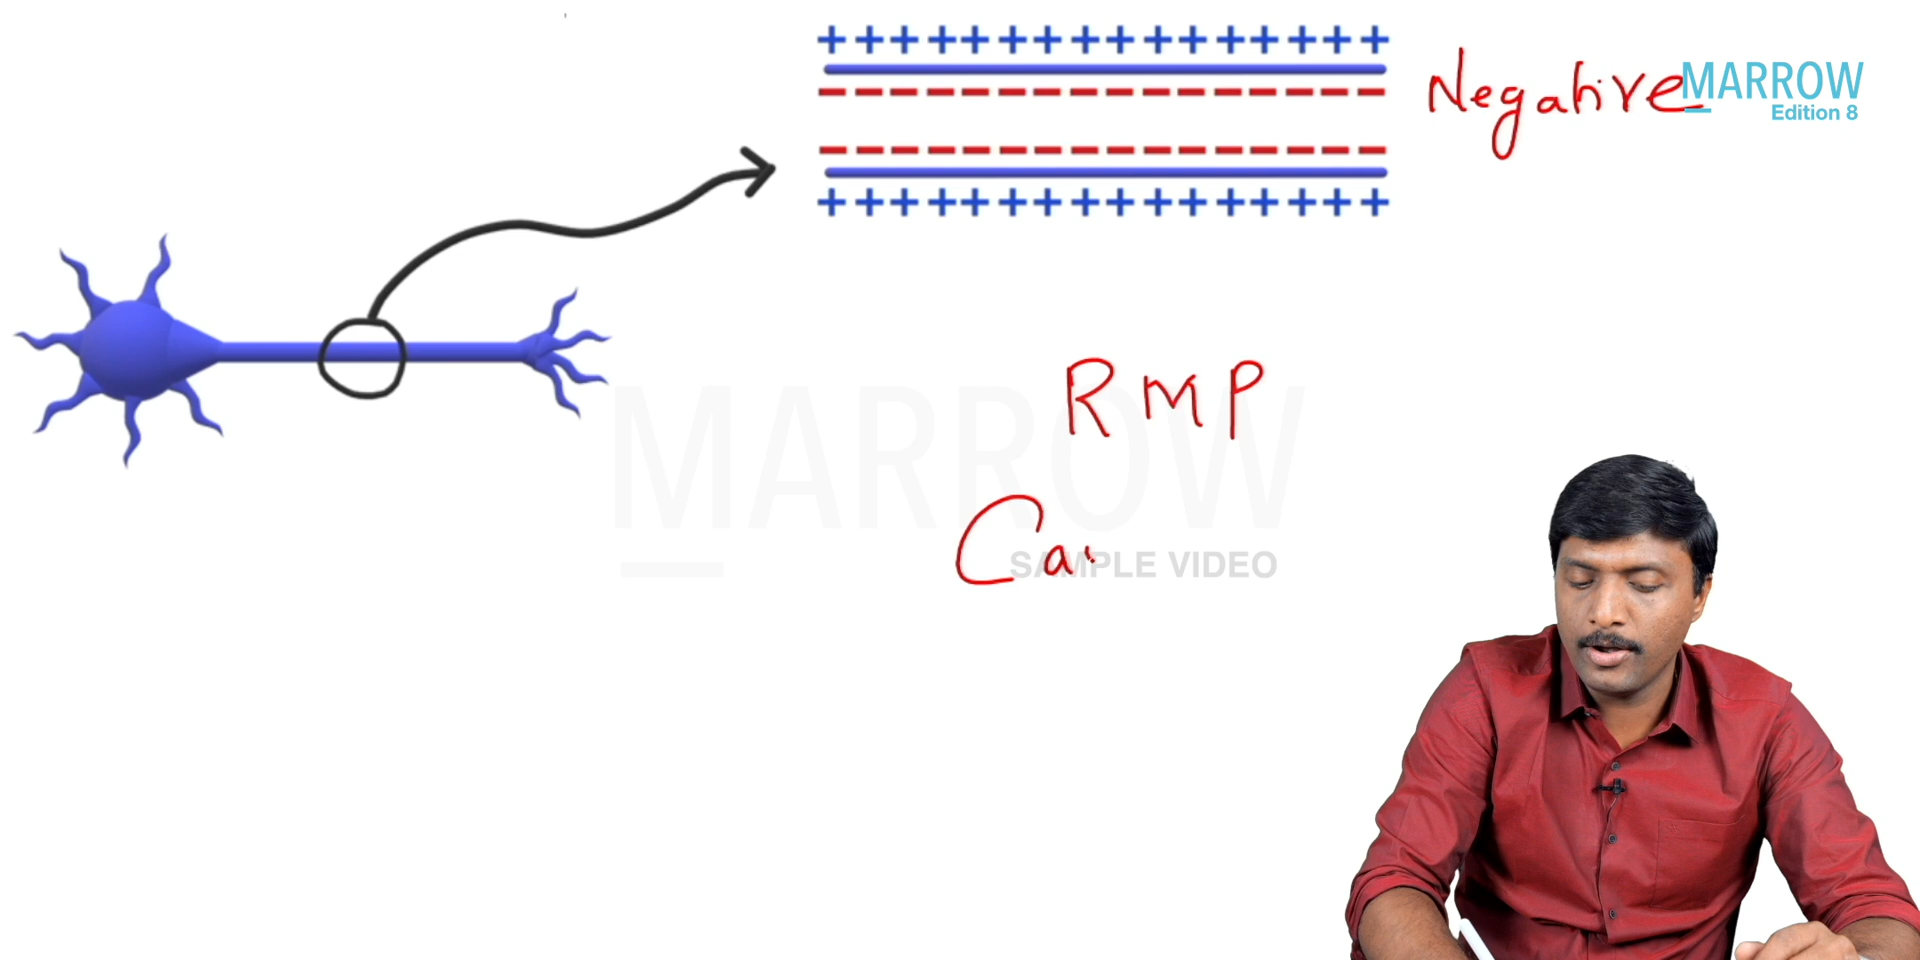 Negative
MARROW
Edition 8
RMP
MARROW
Ca
SAMPLE VIDEO